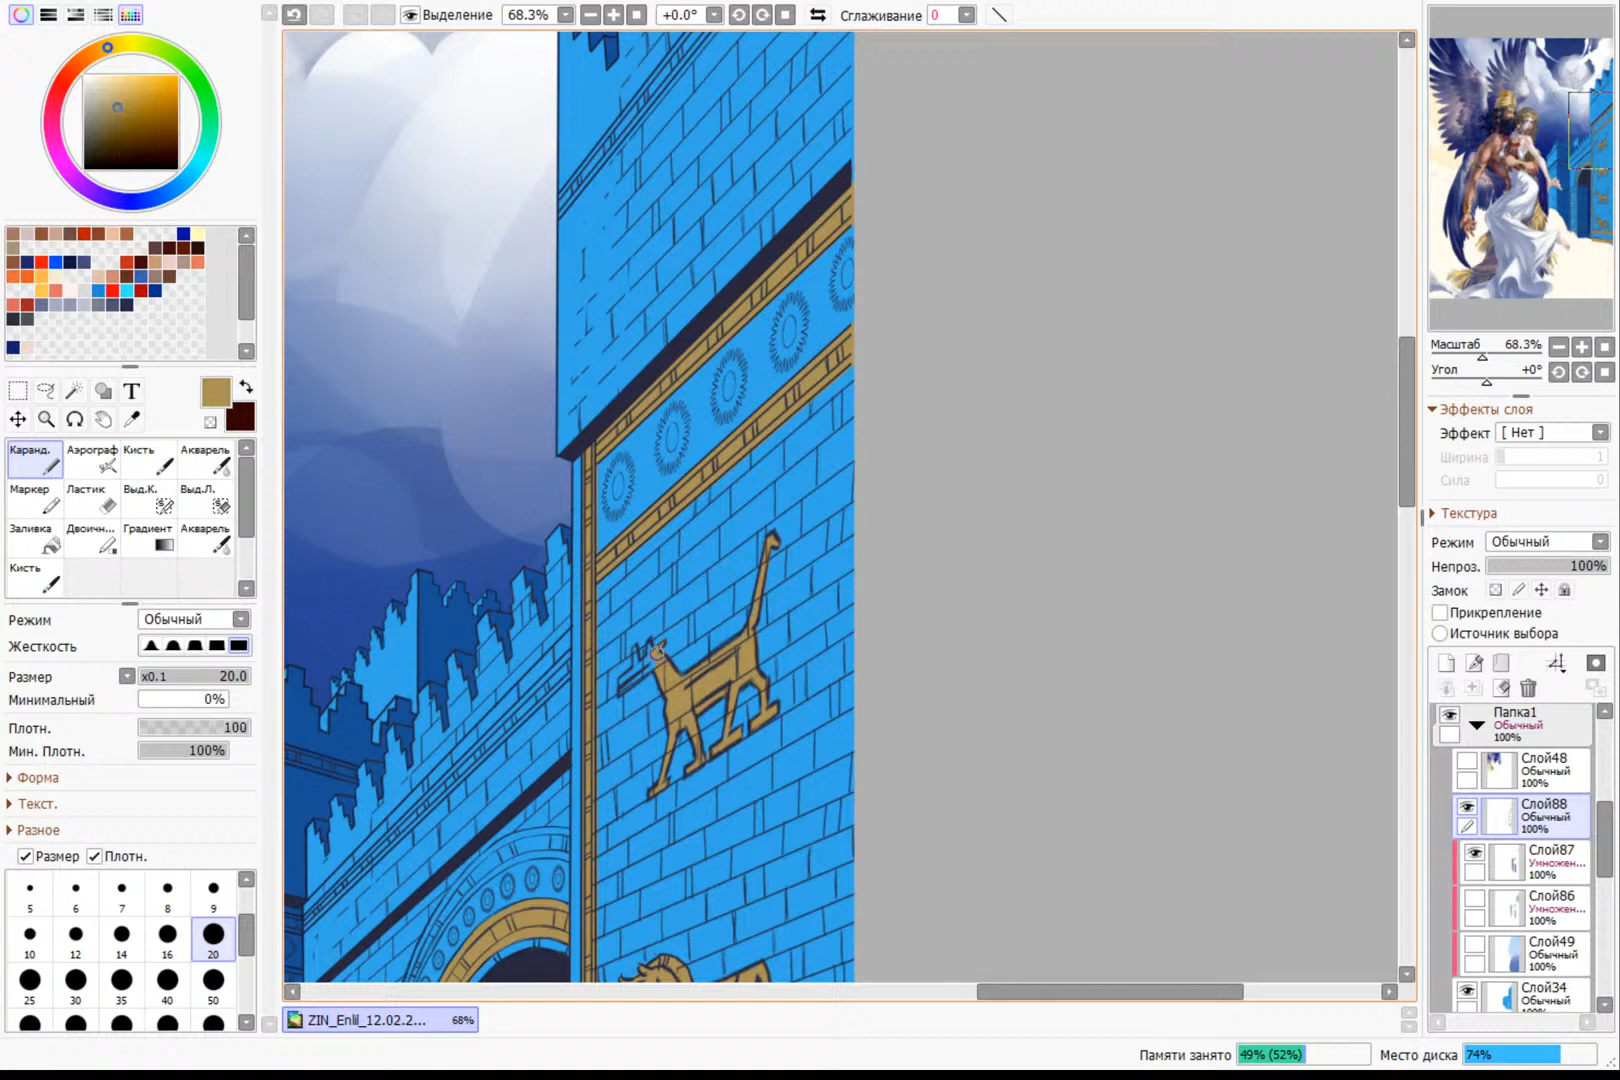 Выделение 68.3% +0.0° Сглаживание 0
T
Каранд. Аэрограф Кисть Акварель
Маркер Ластик Выд.К. Выд.Л.
Заливка Двоичн... Градиент Акварель
Кисть
Режим Обычный
Жесткость
Размер x0.1 20.0
Минимальный 0%
Плотн. 100
Мин. Плотн. 100%
Форма
Текст.
Разное
Размер Плотн.
5 6 7 8 9
10 12 14 16 20
25 30 35 40 50
ZIN_Enlil_12.02.2... 68%
Масштаб 68.3%
Угол +0°
Эффекты слоя
Эффект [ Нет ]
Ширина 1
Сила 0
Текстура
Режим Обычный
Непроз. 100%
Замок
Прикрепление
Источник выбора
Папка1
Обычный
100%
Слой48
Обычный
100%
Слой88
Обычный
100%
Слой87
Умножен...
100%
Слой86
Умножен...
100%
Слой49
Обычный
100%
Слой34
Обычный
100%
Памяти занято 49% (52%) Место диска 74%